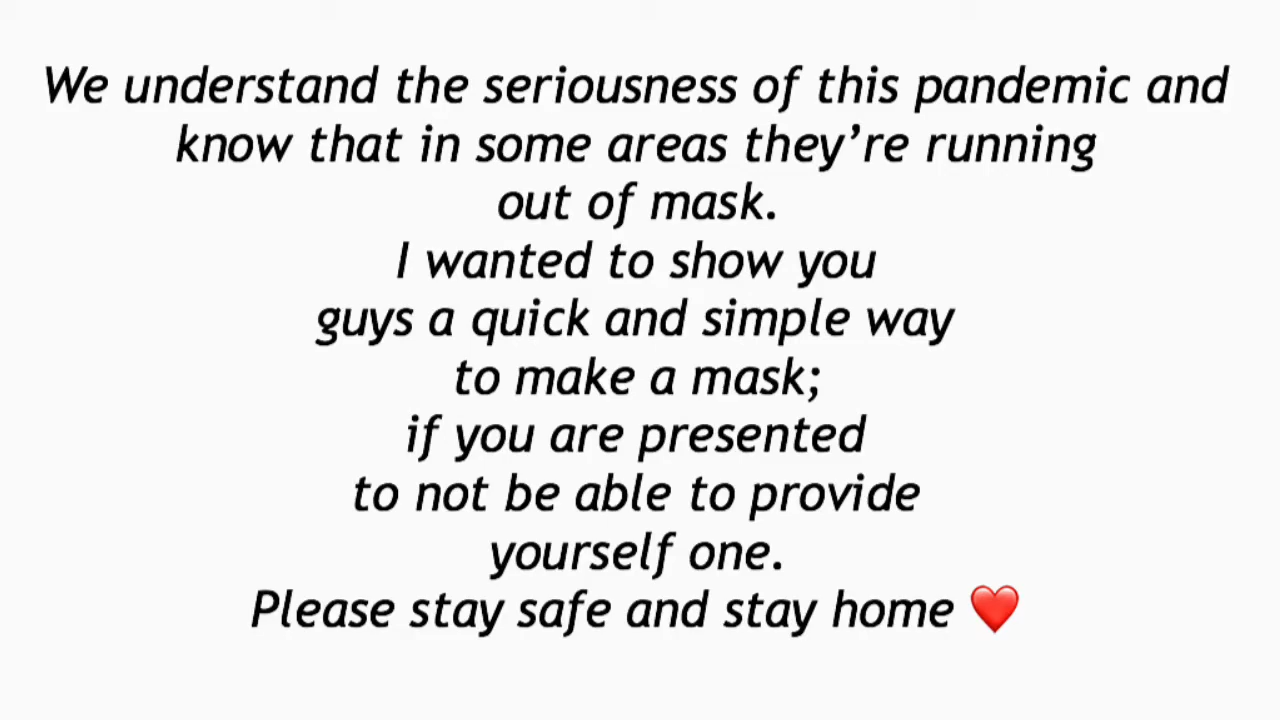 We understand the seriousness of this pandemic and
know that in some areas they’re running
out of mask.
I wanted to show you
guys a quick and simple way
to make a mask;
if you are presented
to not be able to provide
yourself one.
Please stay safe and stay home ❤️